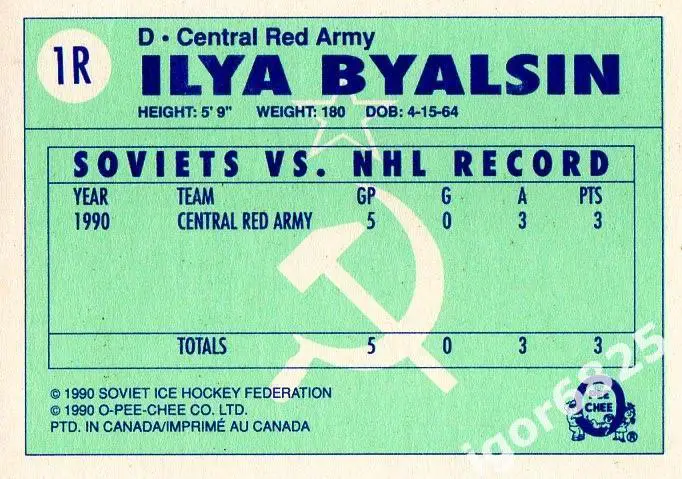 1R
D • Central Red Army
ILYA BYALSIN
HEIGHT: 5' 9" WEIGHT: 180 DOB: 4-15-64
SOVIETS VS. NHL RECORD
YEAR TEAM GP G A PTS
1990 CENTRAL RED ARMY 5 0 3 3
TOTALS 5 0 3 3
© 1990 SOVIET ICE HOCKEY FEDERATION
© 1990 O-PEE-CHEE CO. LTD.
PTD. IN CANADA/IMPRIMÉ AU CANADA
O
PEE
CHEE
®
igor6825